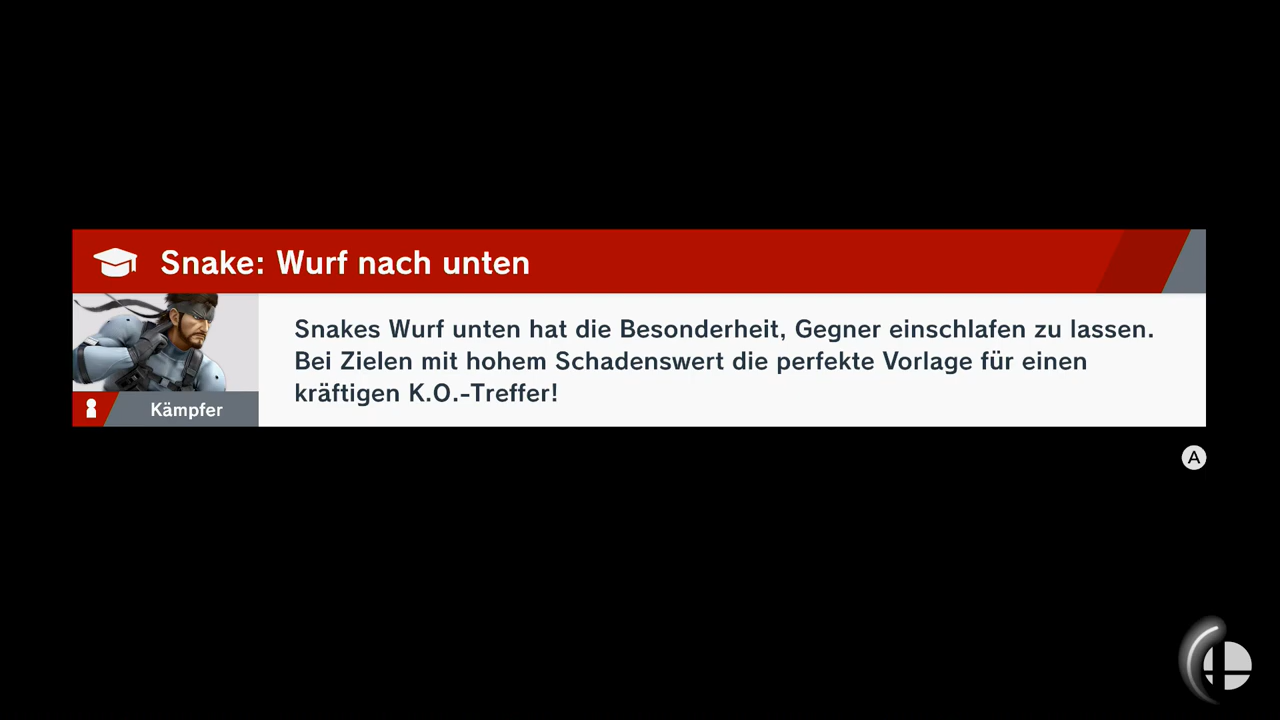 Snake: Wurf nach unten
Snakes Wurf unten hat die Besonderheit, Gegner einschlafen zu lassen.
Bei Zielen mit hohem Schadenswert die perfekte Vorlage für einen
kräftigen K.O.-Treffer!
Kämpfer
A